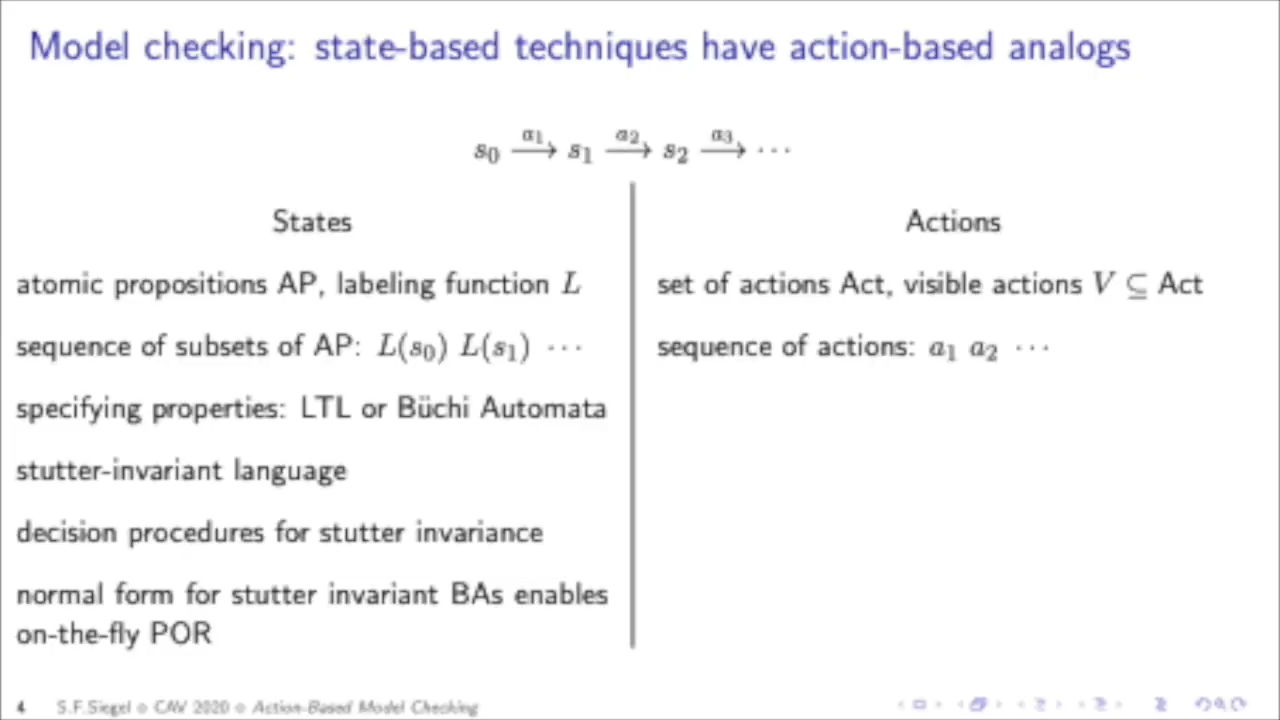 Model checking: state-based techniques have action-based analogs
s₀ —a₁→ s₁ —a₂→ s₂ —a₃→ ···
States
atomic propositions AP, labeling function L
sequence of subsets of AP: L(s₀) L(s₁) ···
specifying properties: LTL or Büchi Automata
stutter-invariant language
decision procedures for stutter invariance
normal form for stutter invariant BAs enables
on-the-fly POR
Actions
set of actions Act, visible actions V ⊆ Act
sequence of actions: a₁ a₂ ···
4 S.F.Siegel ⋄ CAV 2020 ⋄ Action-Based Model Checking